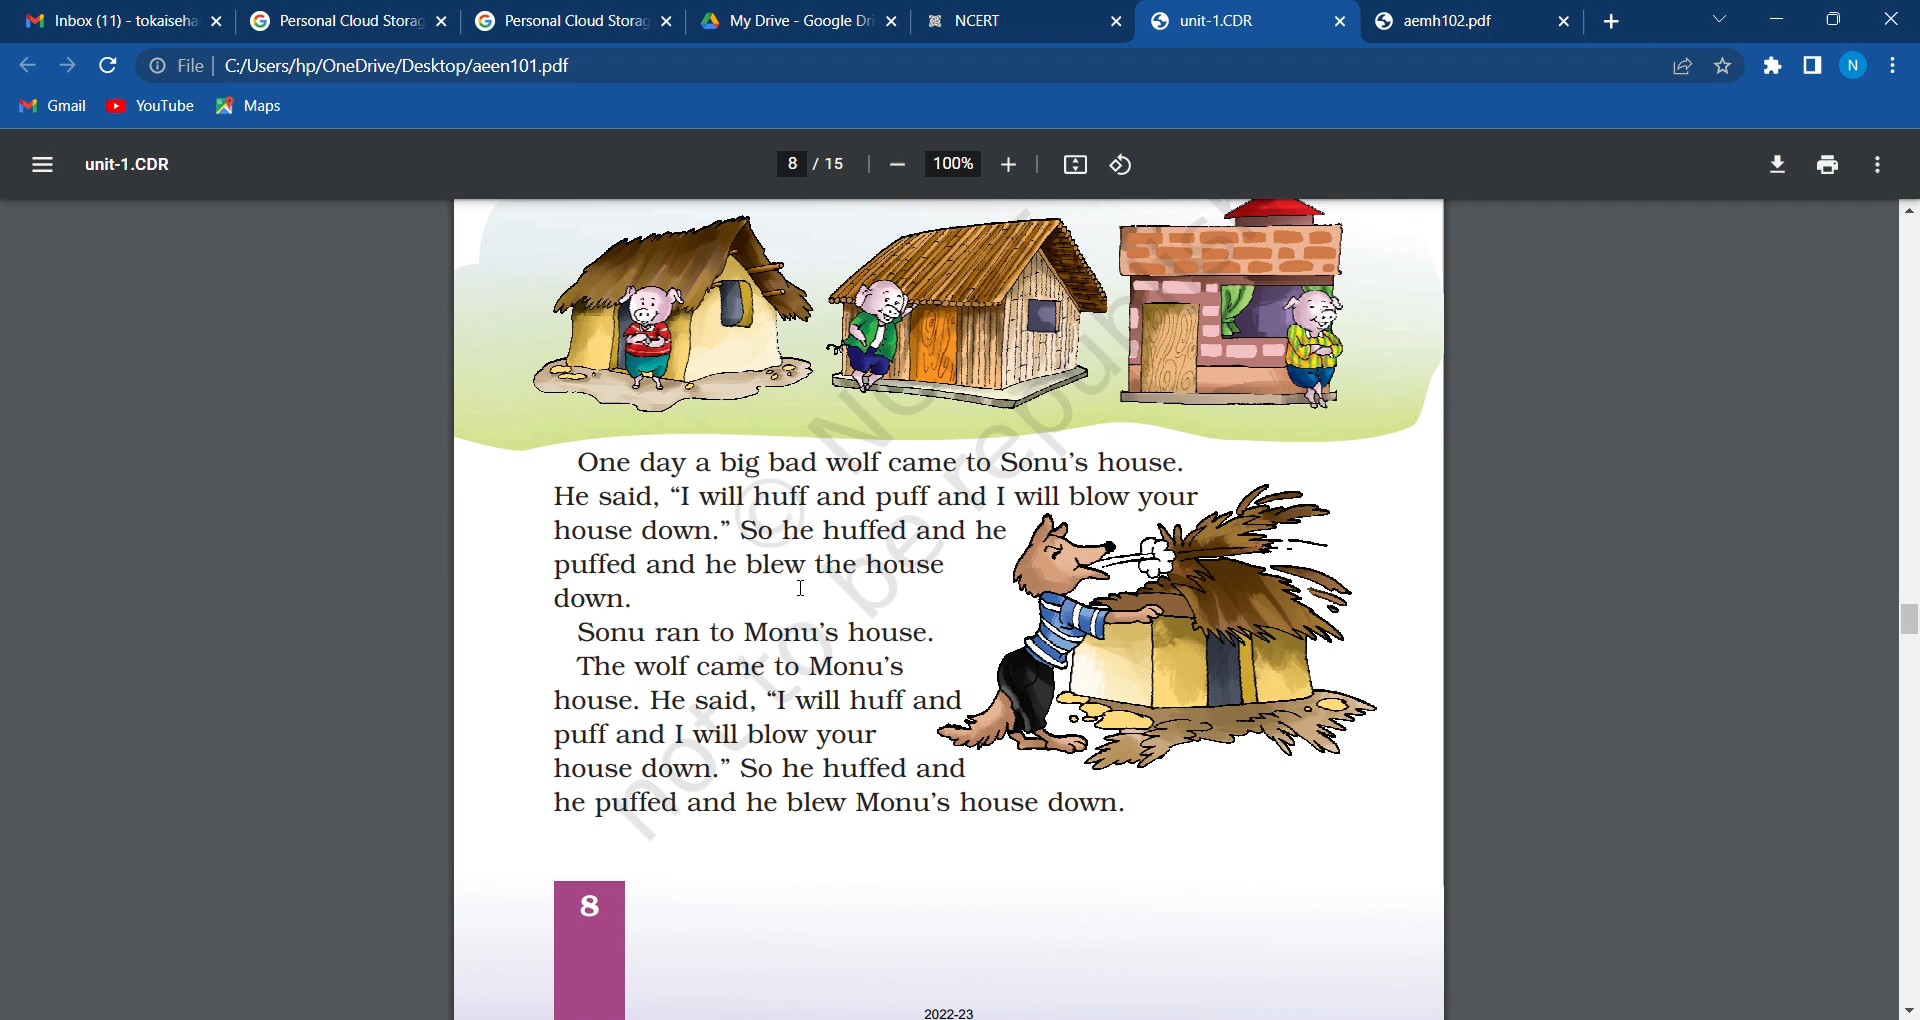 Inbox (11) - tokaiseha
Personal Cloud Storag
Personal Cloud Storag
My Drive - Google Dri
NCERT
unit-1.CDR
aemh102.pdf
File
C:/Users/hp/OneDrive/Desktop/aeen101.pdf
N
Gmail
YouTube
Maps
unit-1.CDR
8 / 15
100%
One day a big bad wolf came to Sonu's house.
He said, “I will huff and puff and I will blow your
house down.” So he huffed and he
puffed and he blew the house
down.
Sonu ran to Monu's house.
The wolf came to Monu's
house. He said, “I will huff and
puff and I will blow your
house down.” So he huffed and
he puffed and he blew Monu's house down.
not to be republish
8
2022-23